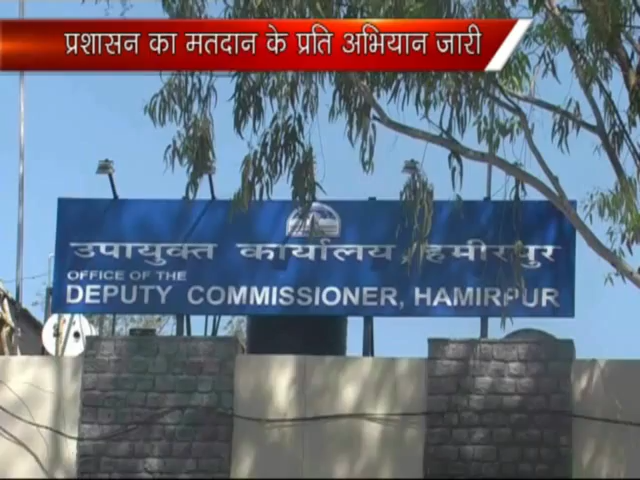 प्रशासन का मतदान के प्रति अभियान जारी
उपायुक्त कार्यालय, हमीरपुर
OFFICE OF THE
DEPUTY COMMISSIONER, HAMIRPUR